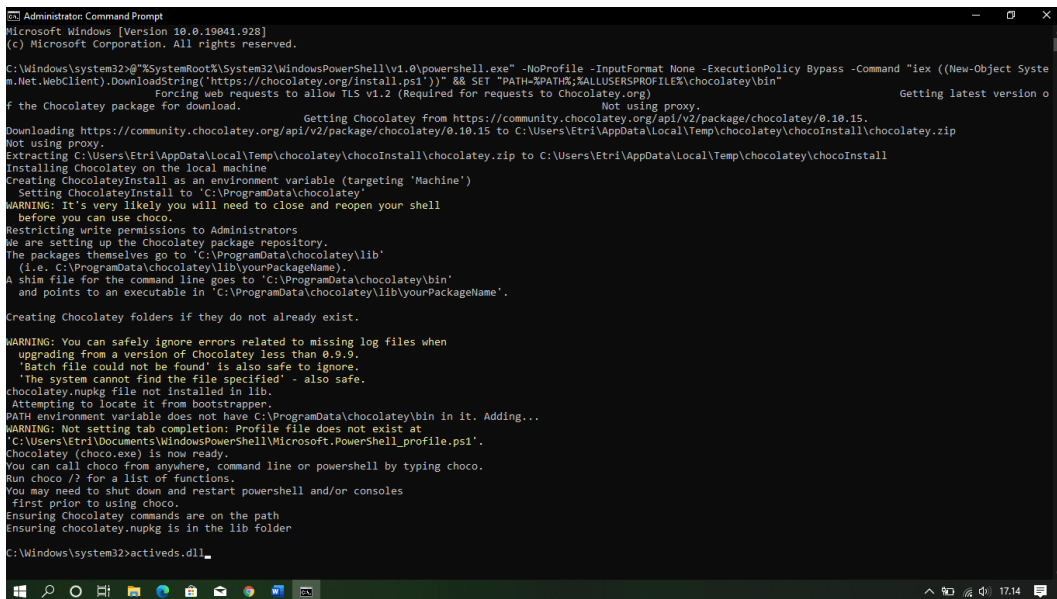 Administrator: Command Prompt
Microsoft Windows [Version 10.0.19041.928]
(c) Microsoft Corporation. All rights reserved.
C:\Windows\system32>@"%SystemRoot%\System32\WindowsPowerShell\v1.0\powershell.exe" -NoProfile -InputFormat None -ExecutionPolicy Bypass -Command "iex ((New-Object Syste
m.Net.WebClient).DownloadString('https://chocolatey.org/install.ps1'))" && SET "PATH=%PATH%;%ALLUSERSPROFILE%\chocolatey\bin"
Forcing web requests to allow TLS v1.2 (Required for requests to Chocolatey.org) Getting latest version o
f the Chocolatey package for download. Not using proxy.
Getting Chocolatey from https://community.chocolatey.org/api/v2/package/chocolatey/0.10.15.
Downloading https://community.chocolatey.org/api/v2/package/chocolatey/0.10.15 to C:\Users\Etri\AppData\Local\Temp\chocolatey\chocoInstall\chocolatey.zip
Not using proxy.
Extracting C:\Users\Etri\AppData\Local\Temp\chocolatey\chocoInstall\chocolatey.zip to C:\Users\Etri\AppData\Local\Temp\chocolatey\chocoInstall
Installing Chocolatey on the local machine
Creating ChocolateyInstall as an environment variable (targeting 'Machine')
Setting ChocolateyInstall to 'C:\ProgramData\chocolatey'
WARNING: It's very likely you will need to close and reopen your shell
before you can use choco.
Restricting write permissions to Administrators
We are setting up the Chocolatey package repository.
The packages themselves go to 'C:\ProgramData\chocolatey\lib'
(i.e. C:\ProgramData\chocolatey\lib\yourPackageName).
A shim file for the command line goes to 'C:\ProgramData\chocolatey\bin'
and points to an executable in 'C:\ProgramData\chocolatey\lib\yourPackageName'.
Creating Chocolatey folders if they do not already exist.
WARNING: You can safely ignore errors related to missing log files when
upgrading from a version of Chocolatey less than 0.9.9.
'Batch file could not be found' is also safe to ignore.
'The system cannot find the file specified' - also safe.
chocolatey.nupkg file not installed in lib.
Attempting to locate it from bootstrapper.
PATH environment variable does not have C:\ProgramData\chocolatey\bin in it. Adding...
WARNING: Not setting tab completion: Profile file does not exist at
'C:\Users\Etri\Documents\WindowsPowerShell\Microsoft.PowerShell_profile.ps1'.
Chocolatey (choco.exe) is now ready.
You can call choco from anywhere, command line or powershell by typing choco.
Run choco /? for a list of functions.
You may need to shut down and restart powershell and/or consoles
first prior to using choco.
Ensuring Chocolatey commands are on the path
Ensuring chocolatey.nupkg is in the lib folder
C:\Windows\system32>activeds.dll
17.14